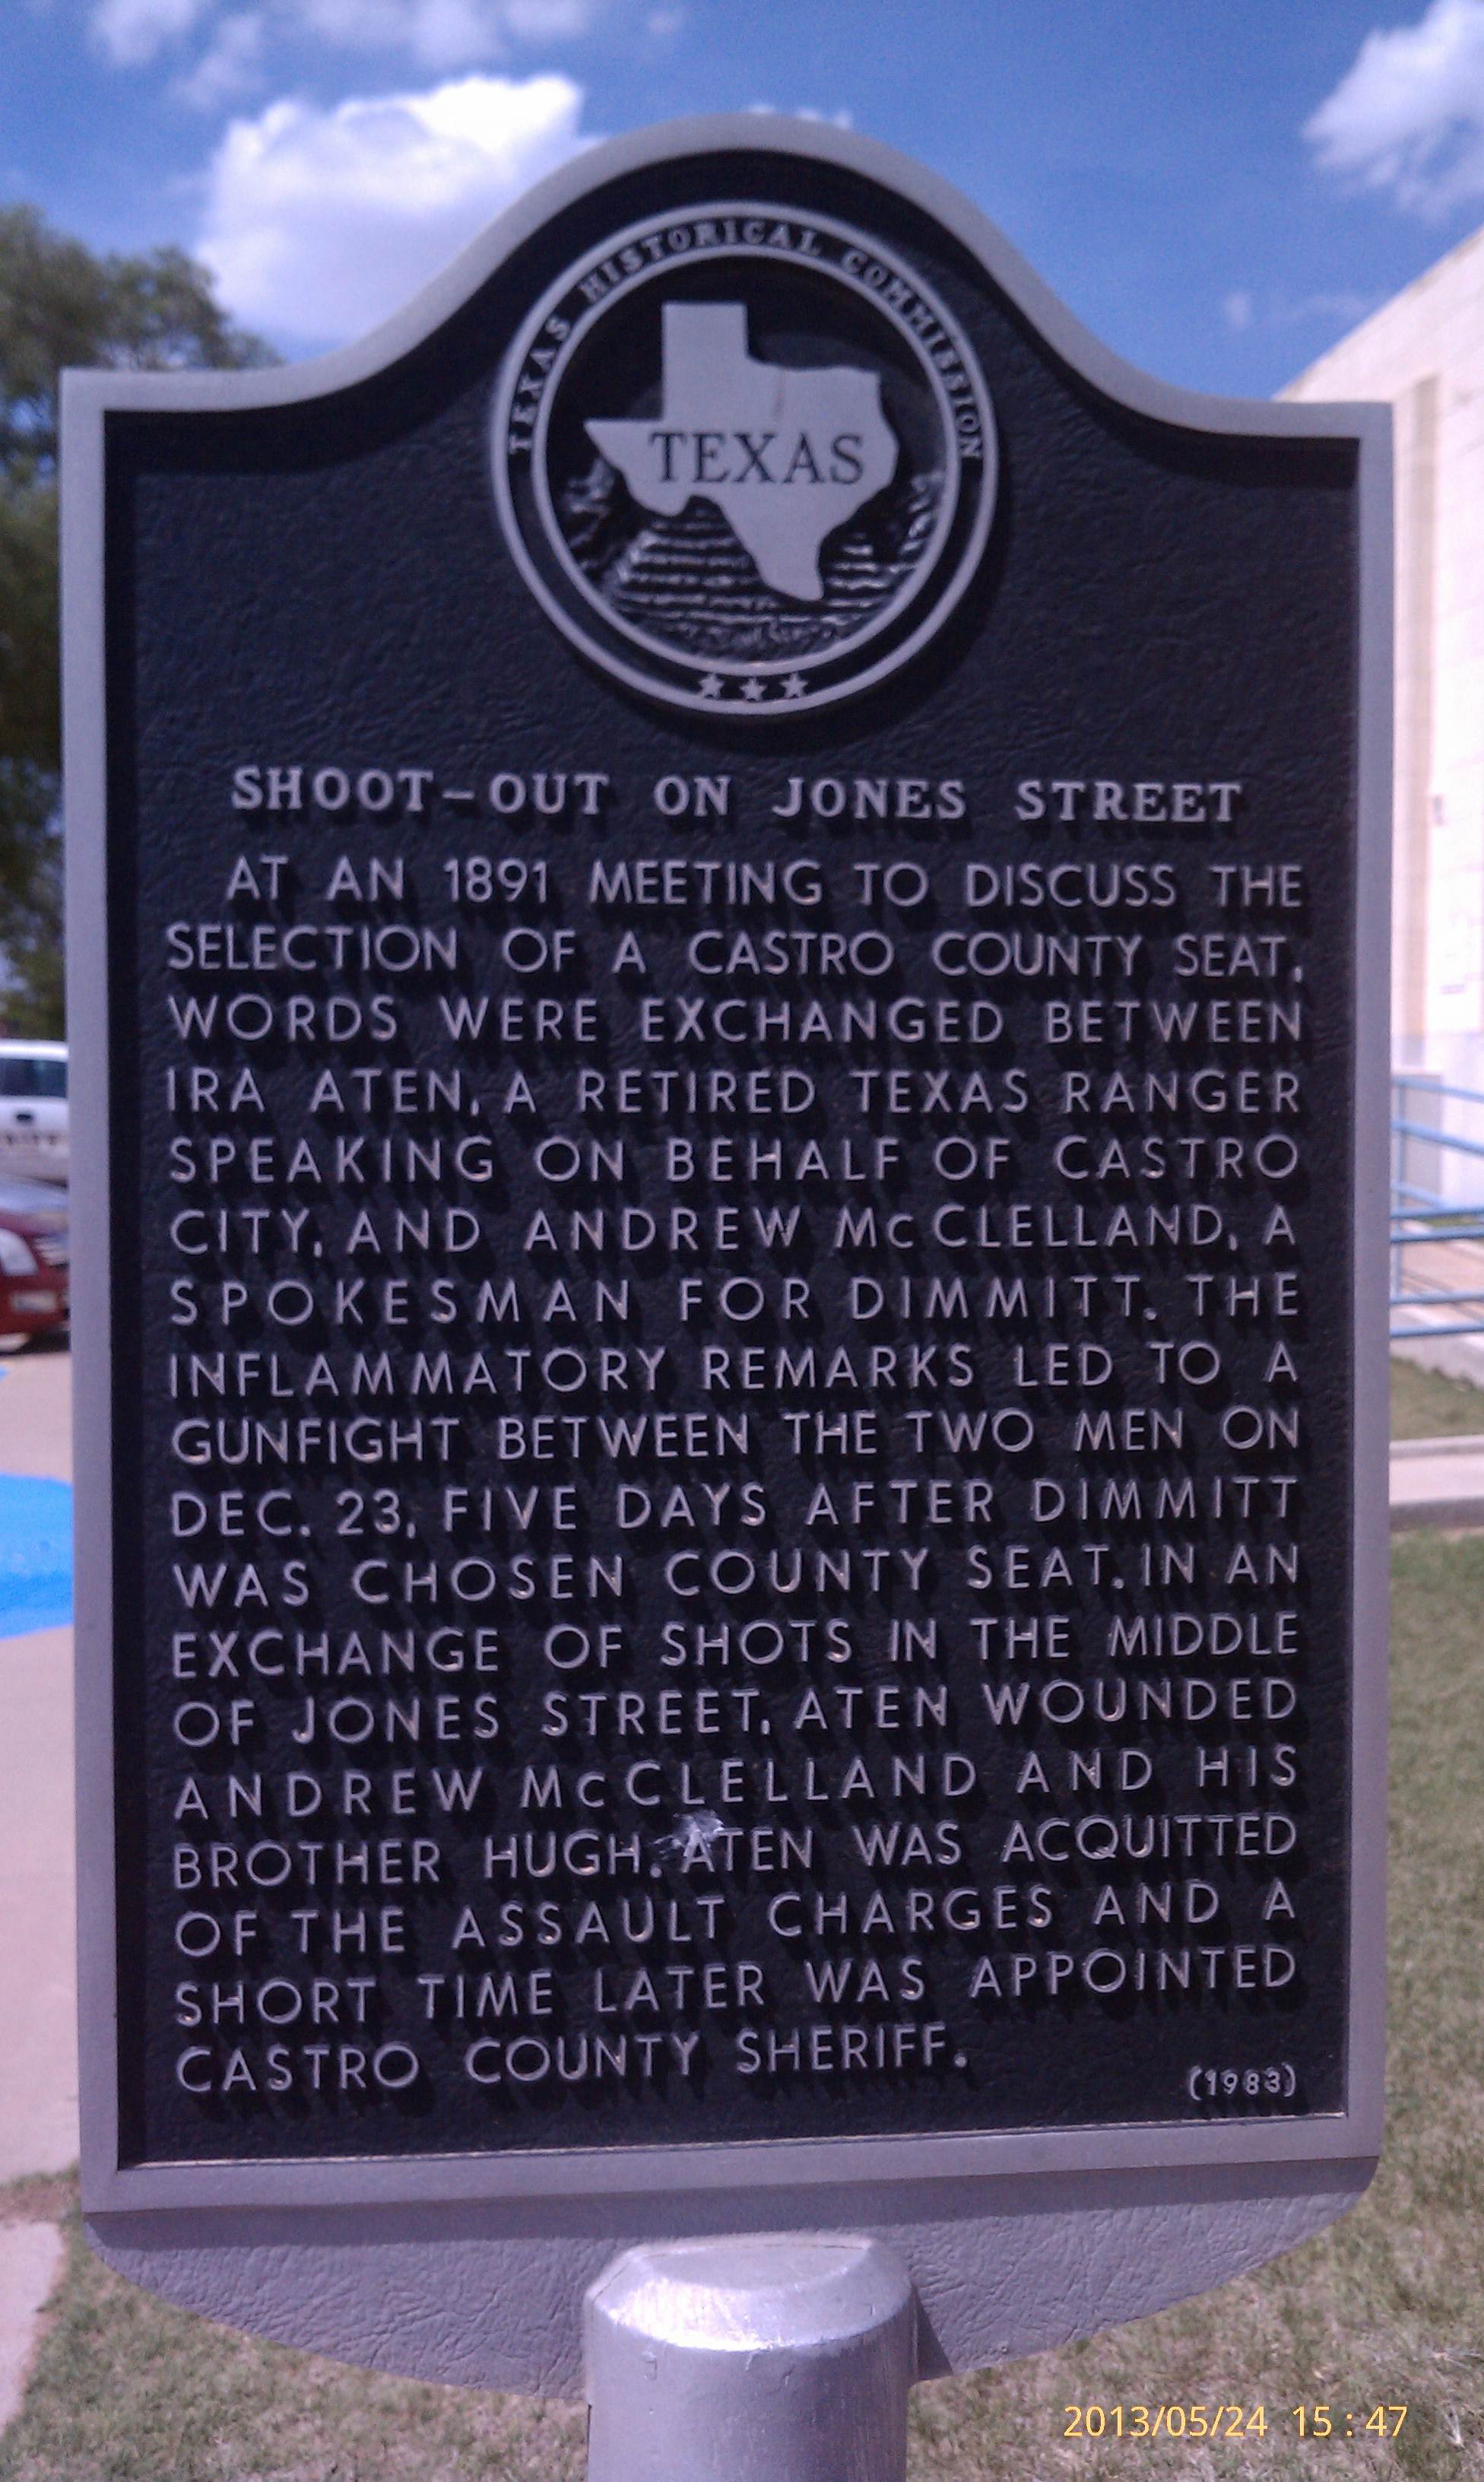 TEXAS HISTORICAL COMMISSION
TEXAS
SHOOT-OUT ON JONES STREET
AT AN 1891 MEETING TO DISCUSS THE
SELECTION OF A CASTRO COUNTY SEAT,
WORDS WERE EXCHANGED BETWEEN
IRA ATEN, A RETIRED TEXAS RANGER
SPEAKING ON BEHALF OF CASTRO
CITY, AND ANDREW McCLELLAND, A
SPOKESMAN FOR DIMMITT. THE
INFLAMMATORY REMARKS LED TO A
GUNFIGHT BETWEEN THE TWO MEN ON
DEC. 23, FIVE DAYS AFTER DIMMITT
WAS CHOSEN COUNTY SEAT. IN AN
EXCHANGE OF SHOTS IN THE MIDDLE
OF JONES STREET, ATEN WOUNDED
ANDREW McCLELLAND AND HIS
BROTHER HUGH. ATEN WAS ACQUITTED
OF THE ASSAULT CHARGES AND A
SHORT TIME LATER WAS APPOINTED
CASTRO COUNTY SHERIFF.
(1983)
2013/05/24 15:47